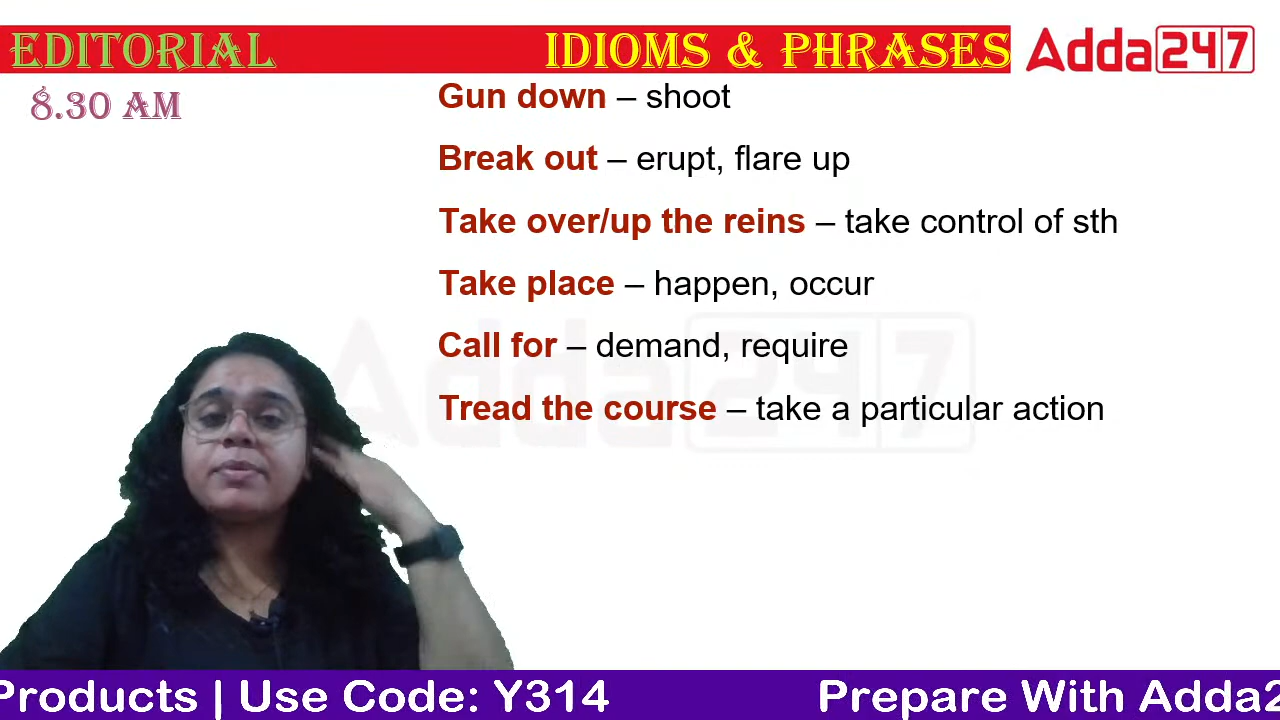 EDITORIAL IDIOMS & PHRASES Adda247
8.30 AM
Gun down – shoot
Break out – erupt, flare up
Take over/up the reins – take control of sth
Take place – happen, occur
Call for – demand, require
Tread the course – take a particular action
Adda247
Products | Use Code: Y314 Prepare With Adda2